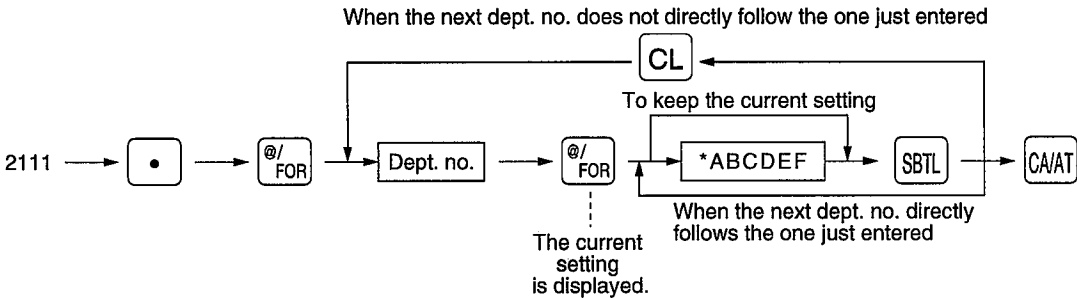 When the next dept. no. does not directly follow the one just entered
CL
To keep the current setting
2111
•
@/
FOR
Dept. no.
@/
FOR
*ABCDEF
SBTL
CA/AT
When the next dept. no. directly
follows the one just entered
The current
setting
is displayed.